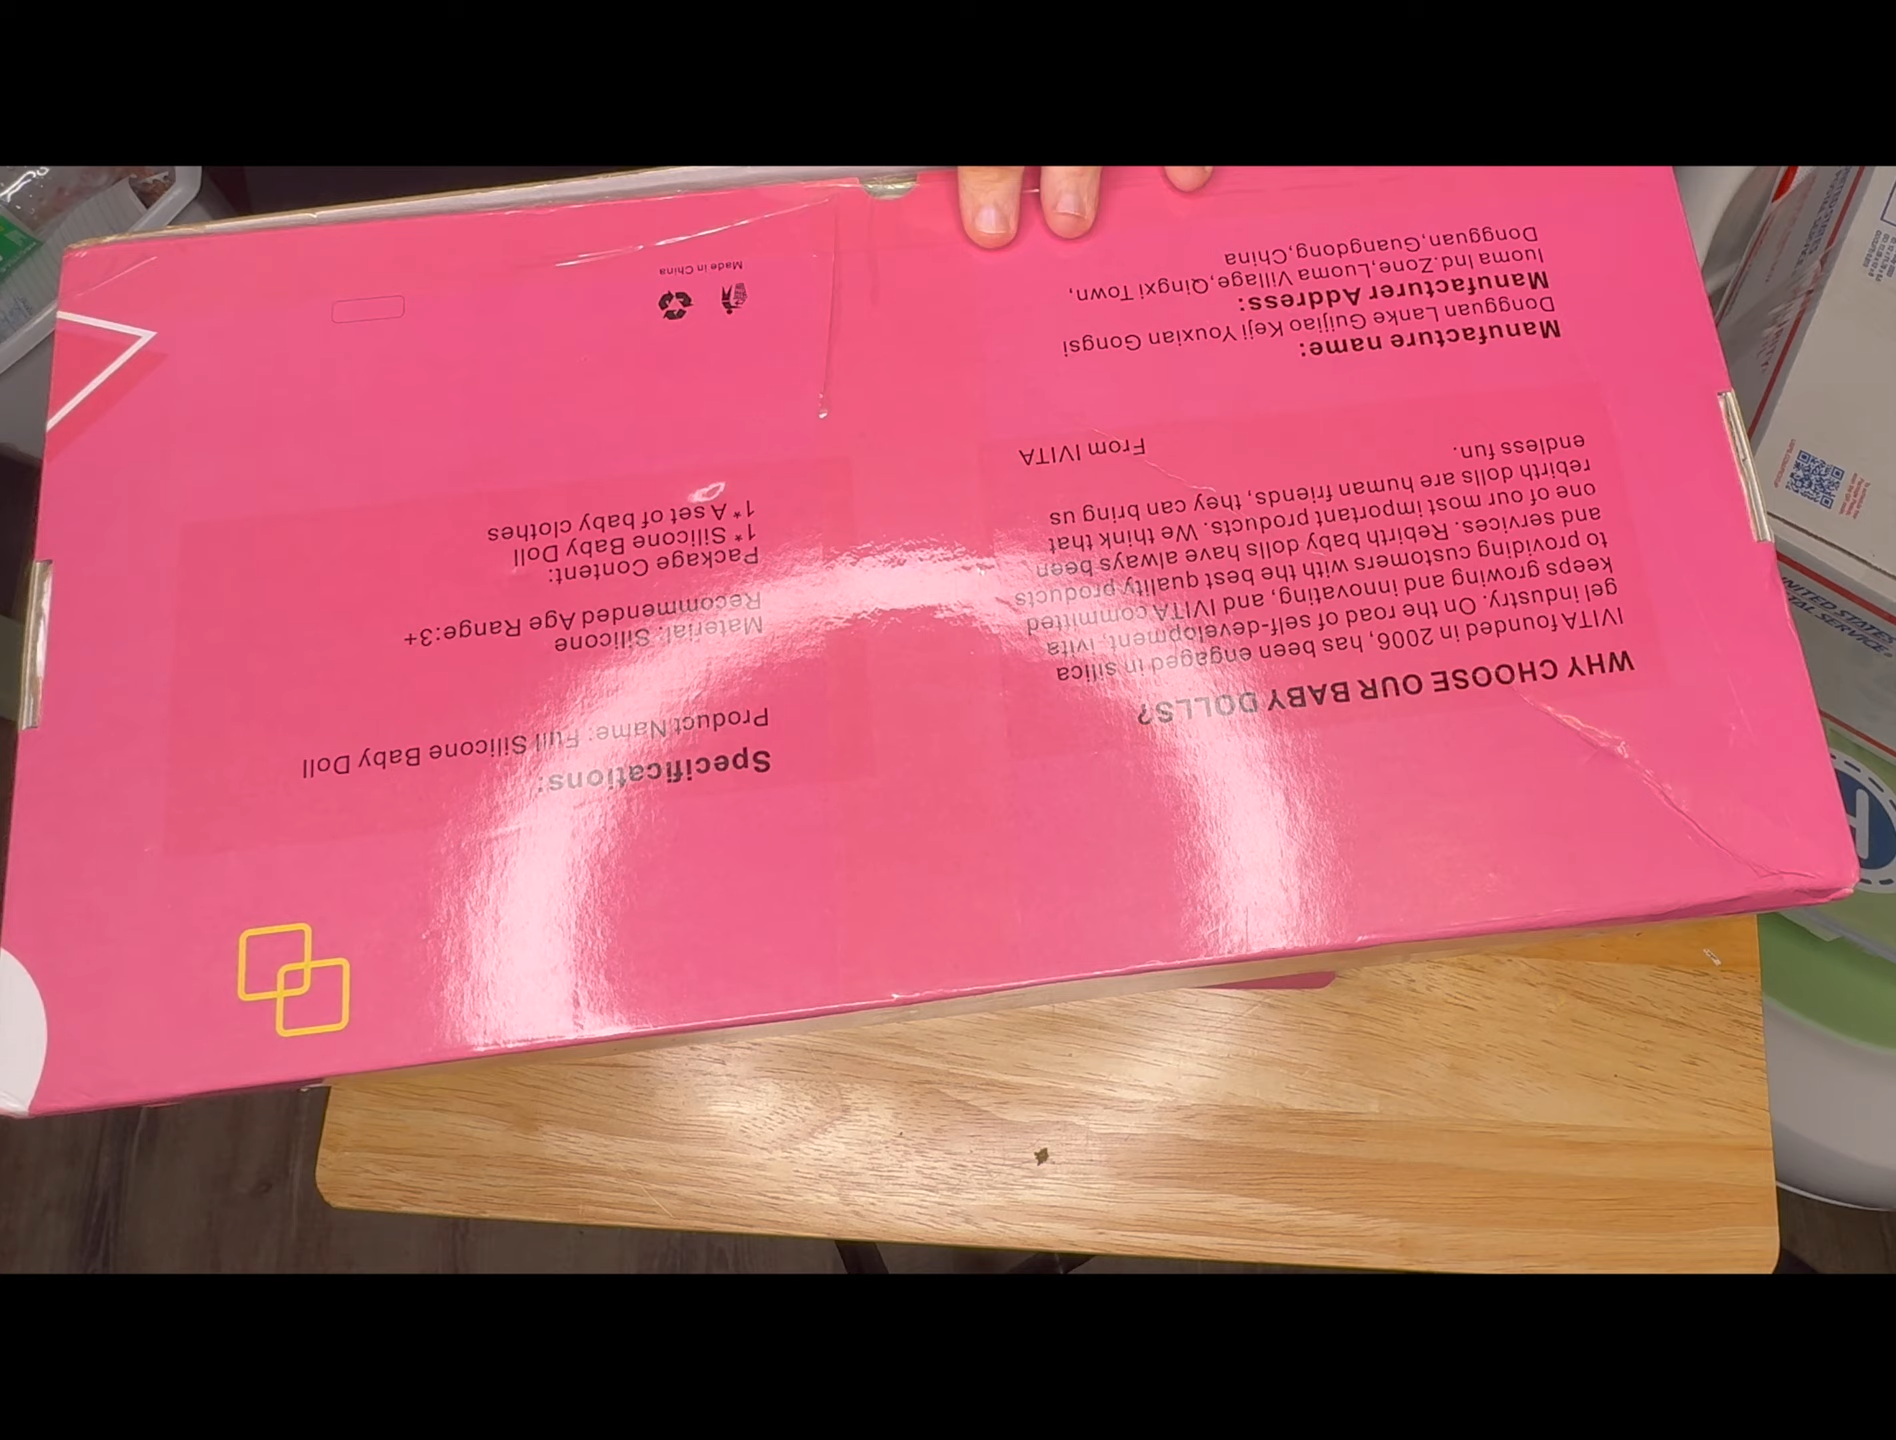 WHY CHOOSE OUR BABY DOLLS?
IVITA founded in 2006, has been engaged in silica
gel industry. On the road of self-development, ivita
keeps growing and innovating, and IVITA committed
to providing customers with the best quality products
and services. Rebirth baby dolls have always been
one of our most important products. We think that
rebirth dolls are human friends, they can bring us
endless fun.
From IVITA
Manufacture name:
Dongguan Lanke Guijiao Keji Youxian Gongsi
Manufacturer Address:
luoma Ind.Zone,Luoma Village,Qingxi Town,
Dongguan,Guangdong,China
Specifications:
Product Name: Full Silicone Baby Doll
Material: Silicone
Recommended Age Range:3+
Package Content:
1* Silicone Baby Doll
1* A set of baby clothes
Made in China
UNITED STATES
POSTAL SERVICE
H